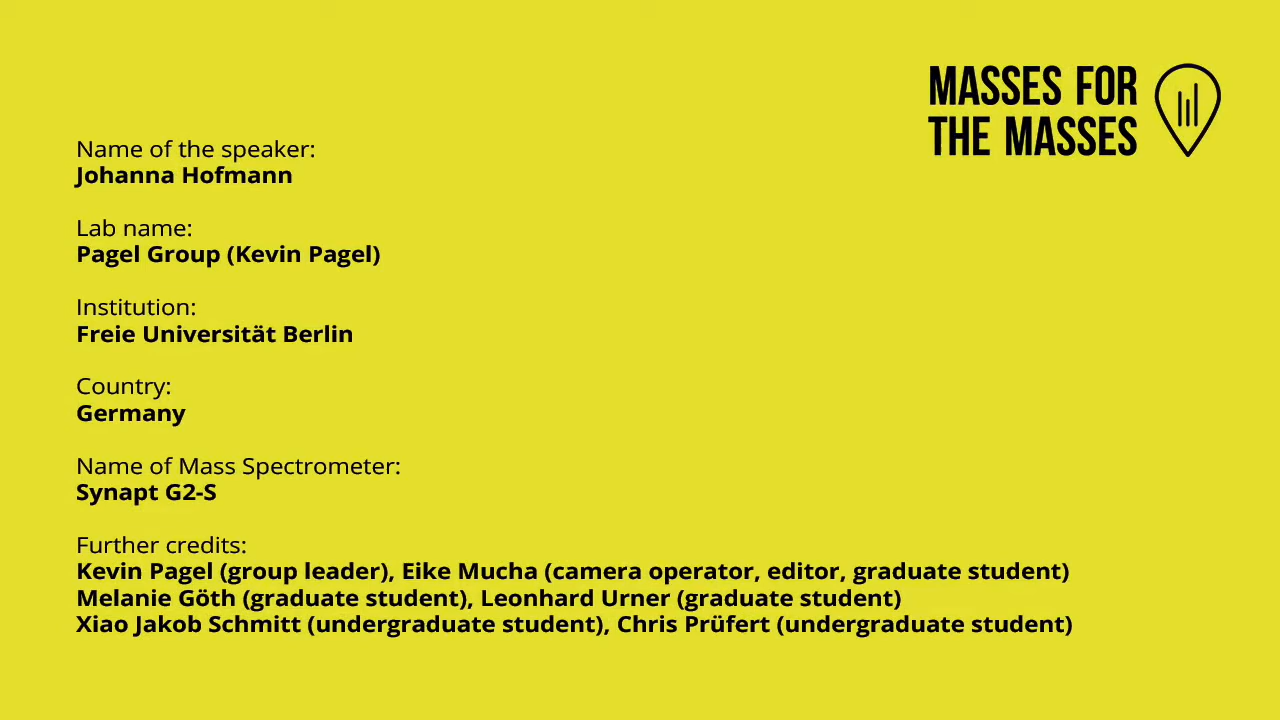 MASSES FOR
THE MASSES
Name of the speaker:
Johanna Hofmann
Lab name:
Pagel Group (Kevin Pagel)
Institution:
Freie Universität Berlin
Country:
Germany
Name of Mass Spectrometer:
Synapt G2-S
Further credits:
Kevin Pagel (group leader), Eike Mucha (camera operator, editor, graduate student)
Melanie Göth (graduate student), Leonhard Urner (graduate student)
Xiao Jakob Schmitt (undergraduate student), Chris Prüfert (undergraduate student)